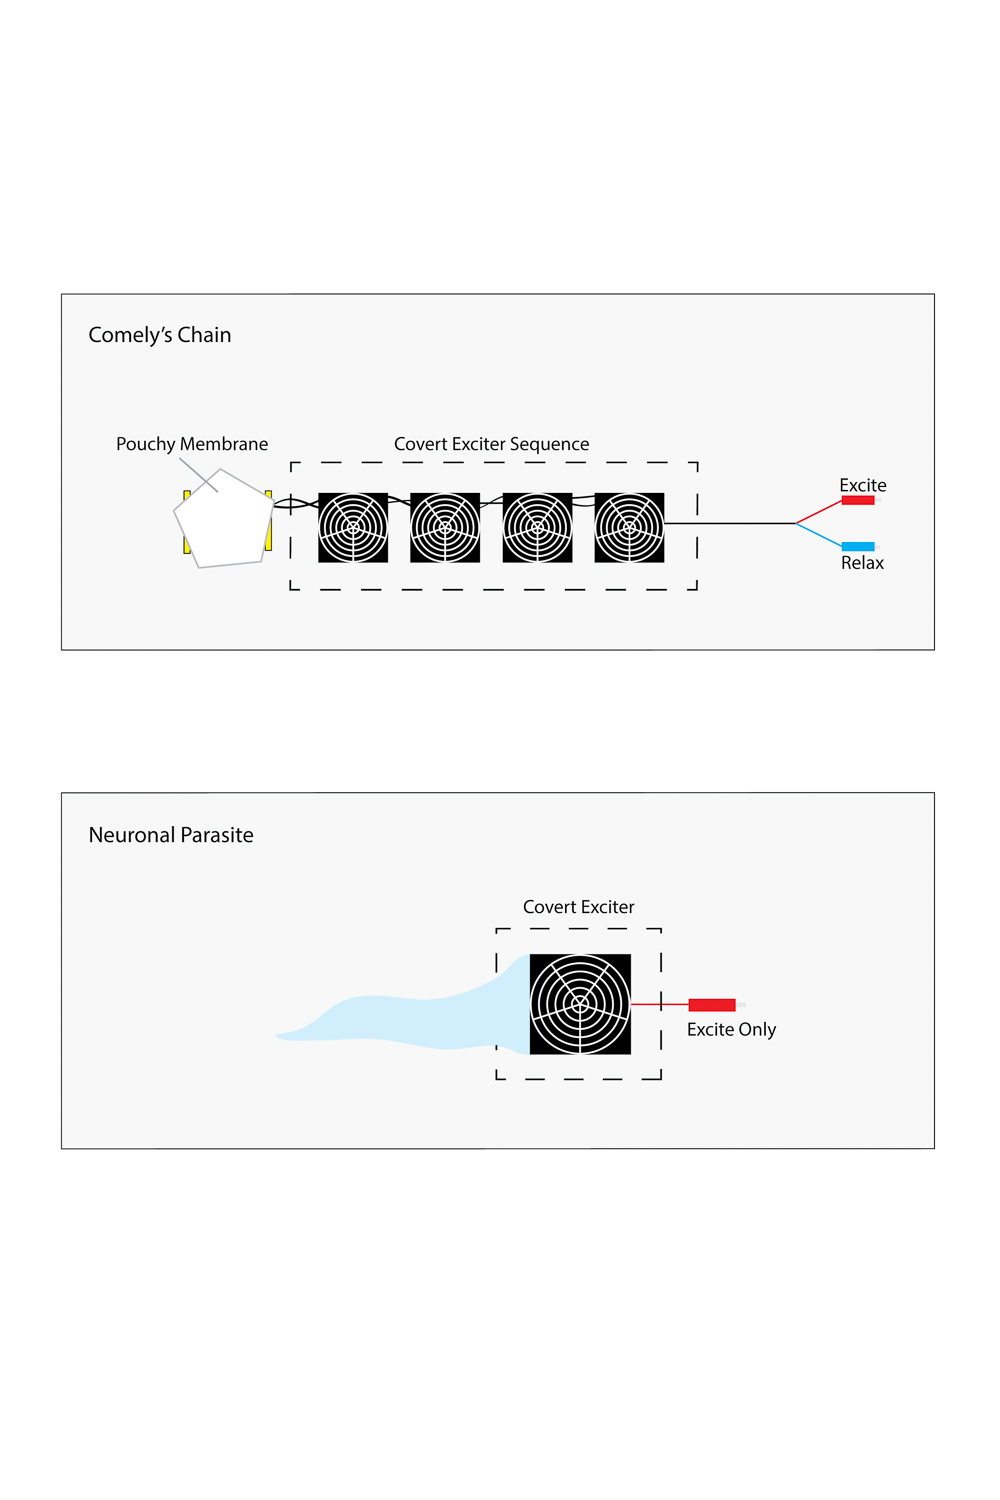 Comely’s Chain
Pouchy Membrane
Covert Exciter Sequence
Excite
Relax
Neuronal Parasite
Covert Exciter
Excite Only